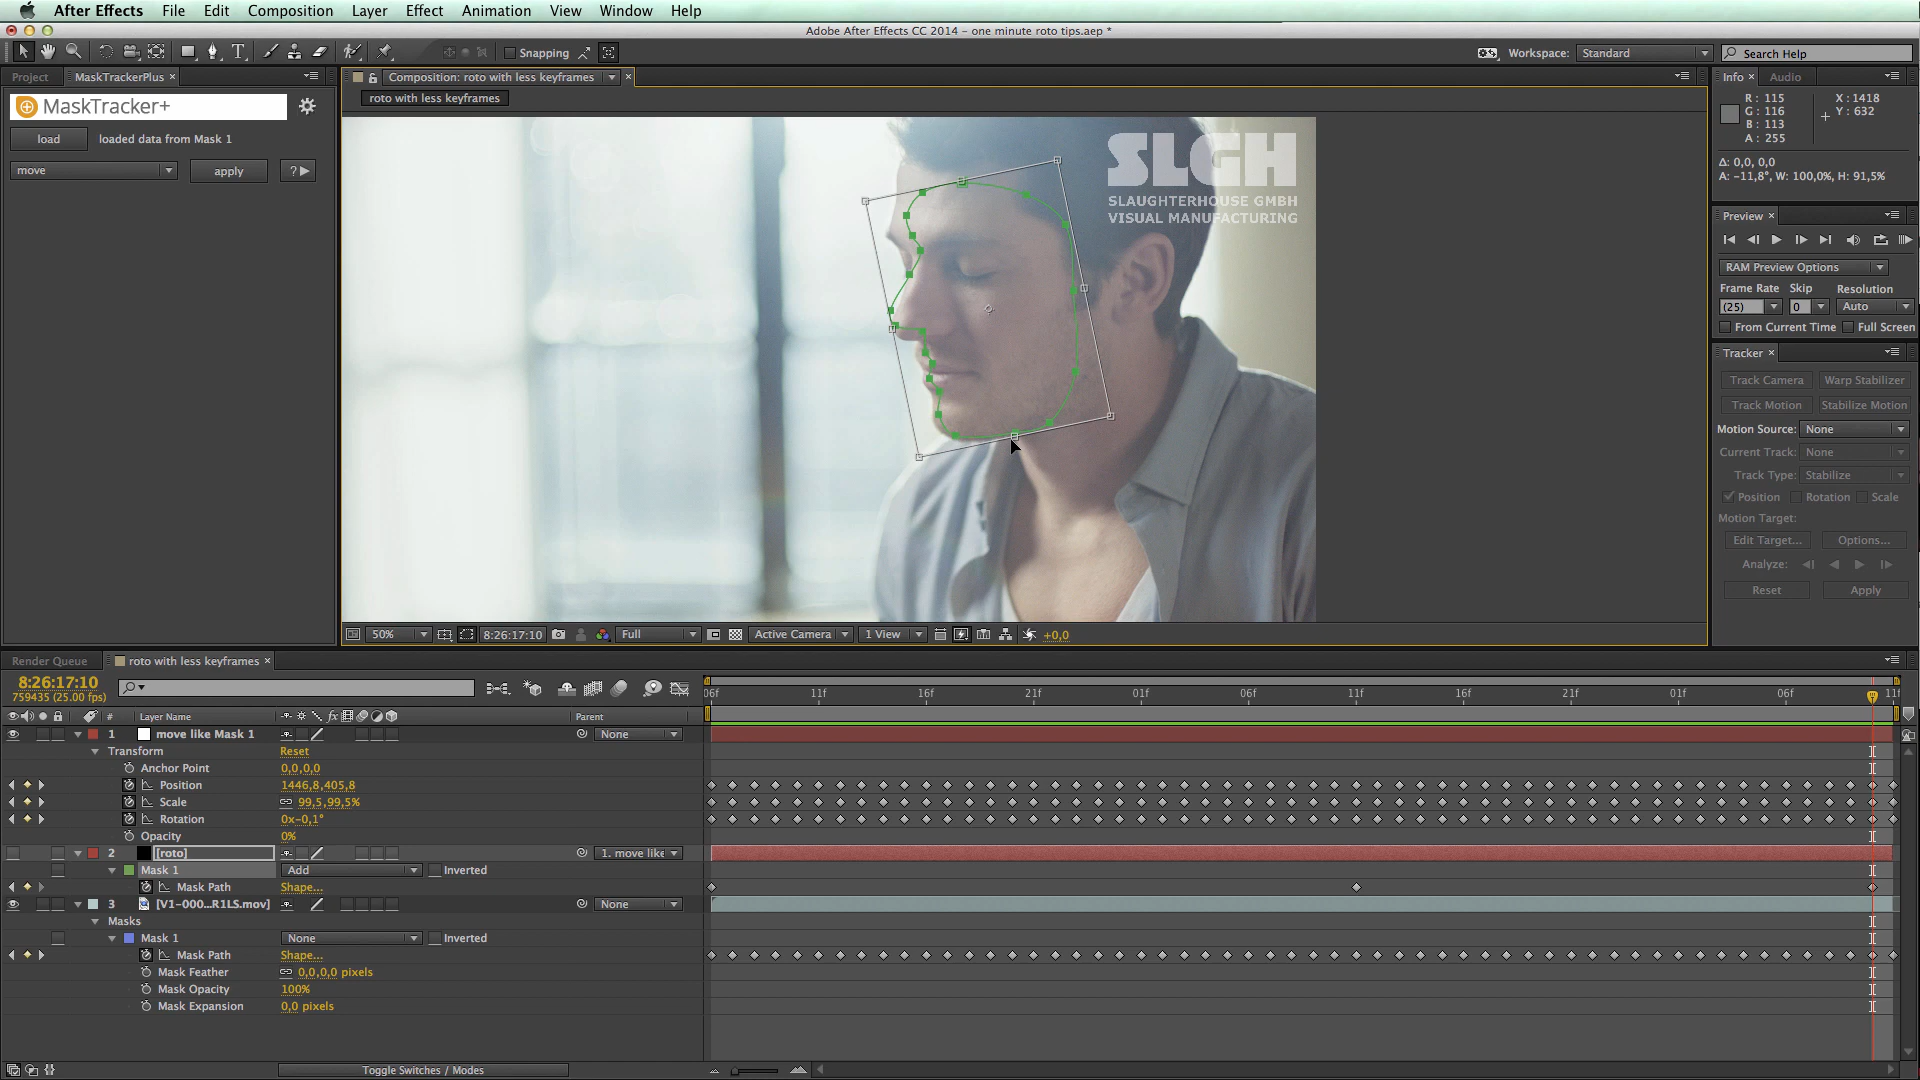 After Effects File Edit Composition Layer Effect Animation View Window Help
Adobe After Effects CC 2014 – one minute roto tips.aep *
T Snapping Workspace: Standard Search Help
Project MaskTrackerPlus × Composition: roto with less keyframes × Info × Audio
MaskTracker+ roto with less keyframes
R : 115 X : 1418
G : 116 Y : 632
B : 113
A : 255
load loaded data from Mask 1
move apply ?
SLGH
SLAUGHTERHOUSE GMBH
VISUAL MANUFACTURING
Δ: 0,0, 0,0
A: –11,8°, W: 100,0%, H: 91,5%
Preview ×
RAM Preview Options
Frame Rate Skip Resolution
(25) 0 Auto
From Current Time Full Screen
Tracker ×
Track Camera Warp Stabilizer
Track Motion Stabilize Motion
Motion Source: None
Current Track: None
Track Type: Stabilize
Position Rotation Scale
Motion Target:
Edit Target... Options...
Analyze:
Reset Apply
50% 8:26:17:10 Full Active Camera 1 View +0,0
Render Queue roto with less keyframes ×
8:26:17:10
759435 (25.00 fps)
06f 11f 16f 21f 01f 06f 11f 16f 21f 01f 06f 11f
# Layer Name fx Parent
1 move like Mask 1 None
Transform Reset
Anchor Point 0,0,0,0
Position 1446,8,405,8
Scale 99,5,99,5%
Rotation 0x–0,1°
Opacity 0%
2 [roto] 1. move like
Mask 1 Add Inverted
Mask Path Shape...
3 [V1-000...R1LS.mov] None
Masks
Mask 1 None Inverted
Mask Path Shape...
Mask Feather 0,0,0,0 pixels
Mask Opacity 100%
Mask Expansion 0,0 pixels
Toggle Switches / Modes